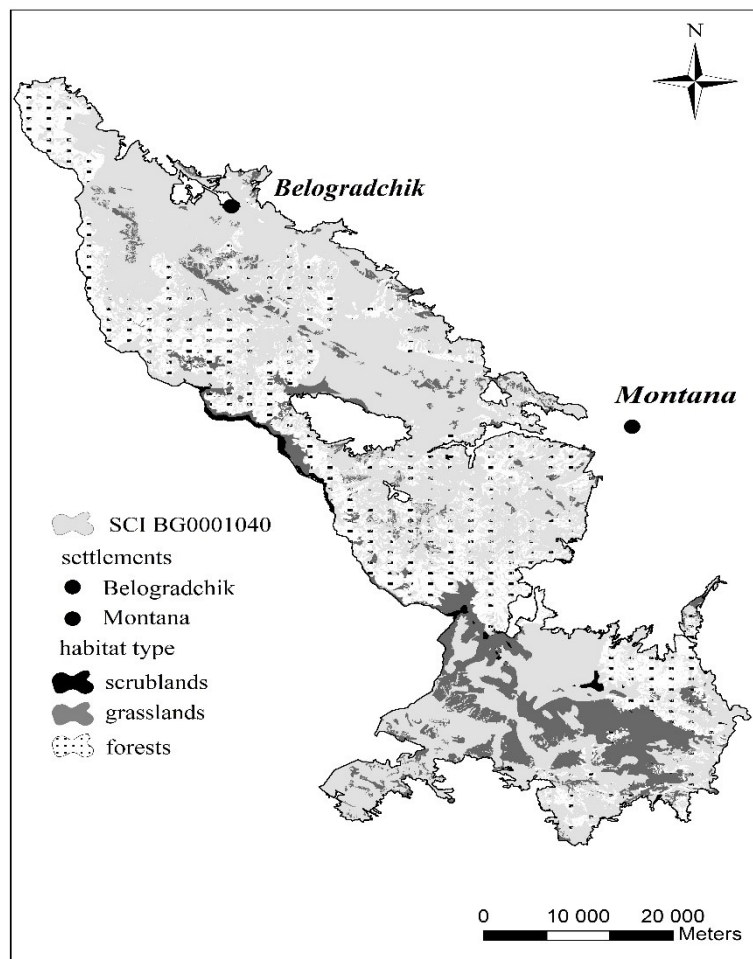 N
Belogradchik
Montana
SCI BG0001040
settlements
Belogradchik
Montana
habitat type
scrublands
grasslands
forests
0 10 000 20 000
Meters